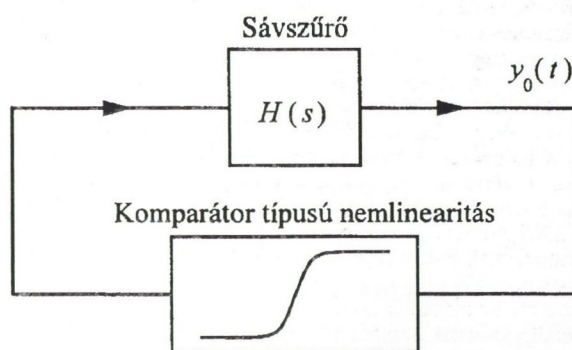 Sávszűrő
y₀(t)
H(s)
Komparátor típusú nemlinearitás